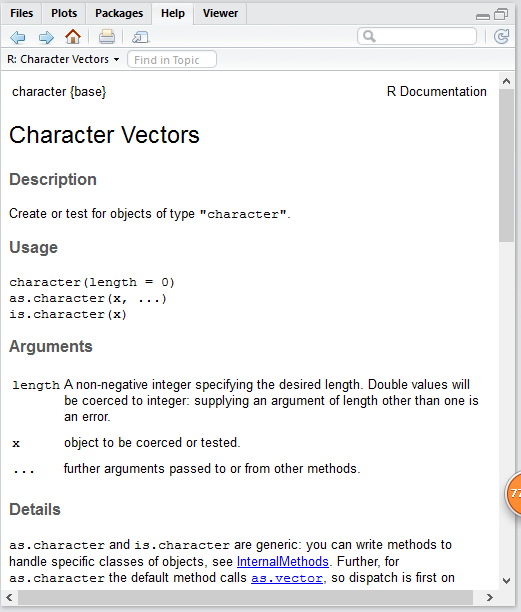 Files Plots Packages Help Viewer
R: Character Vectors Find in Topic
character {base} R Documentation
Character Vectors
Description
Create or test for objects of type "character".
Usage
character(length = 0)
as.character(x, ...)
is.character(x)
Arguments
length A non-negative integer specifying the desired length. Double values will
be coerced to integer: supplying an argument of length other than one is
an error.
x object to be coerced or tested.
... further arguments passed to or from other methods.
Details
as.character and is.character are generic: you can write methods to
handle specific classes of objects, see InternalMethods. Further, for
as.character the default method calls as.vector, so dispatch is first on